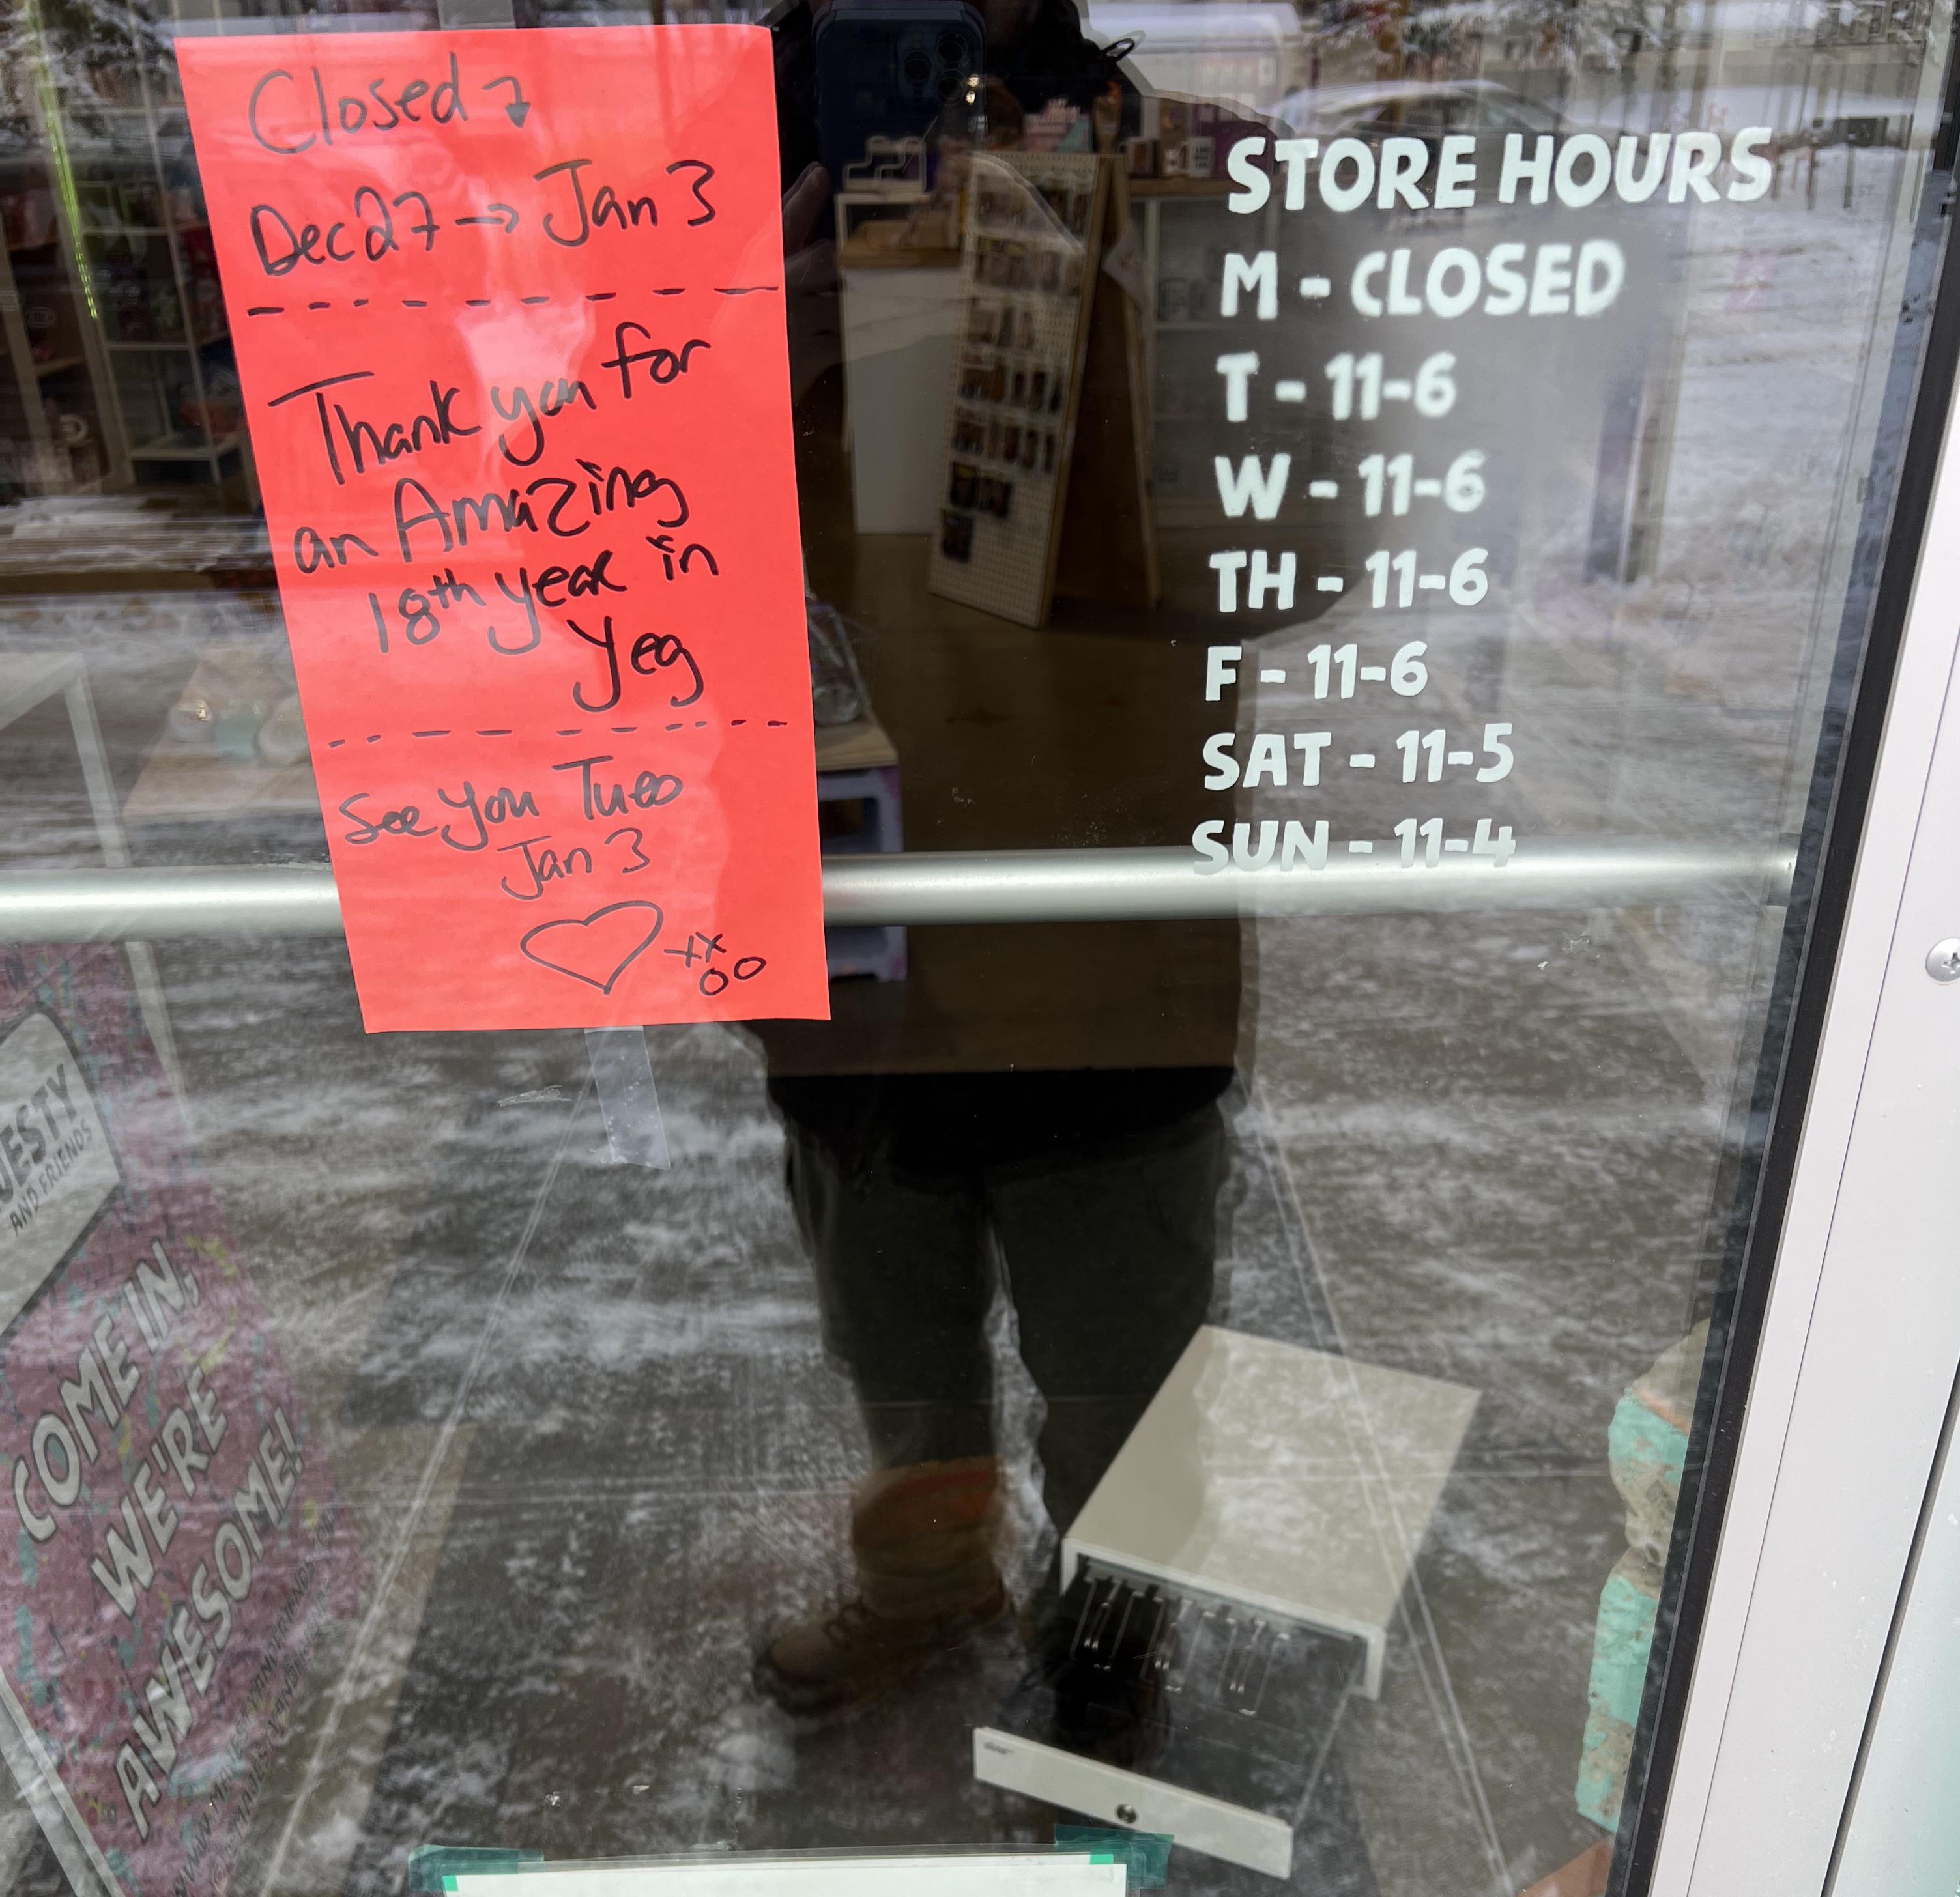 Closed
Dec 27 → Jan 3
Thank you for
an Amazing
18th year in
Yeg
See you Tues
Jan 3
xx
oo
STORE HOURS
M - CLOSED
T - 11-6
W - 11-6
TH - 11-6
F - 11-6
SAT - 11-5
SUN - 11-4
AND FRIENDS
COME IN,
WE'RE
AWESOME!